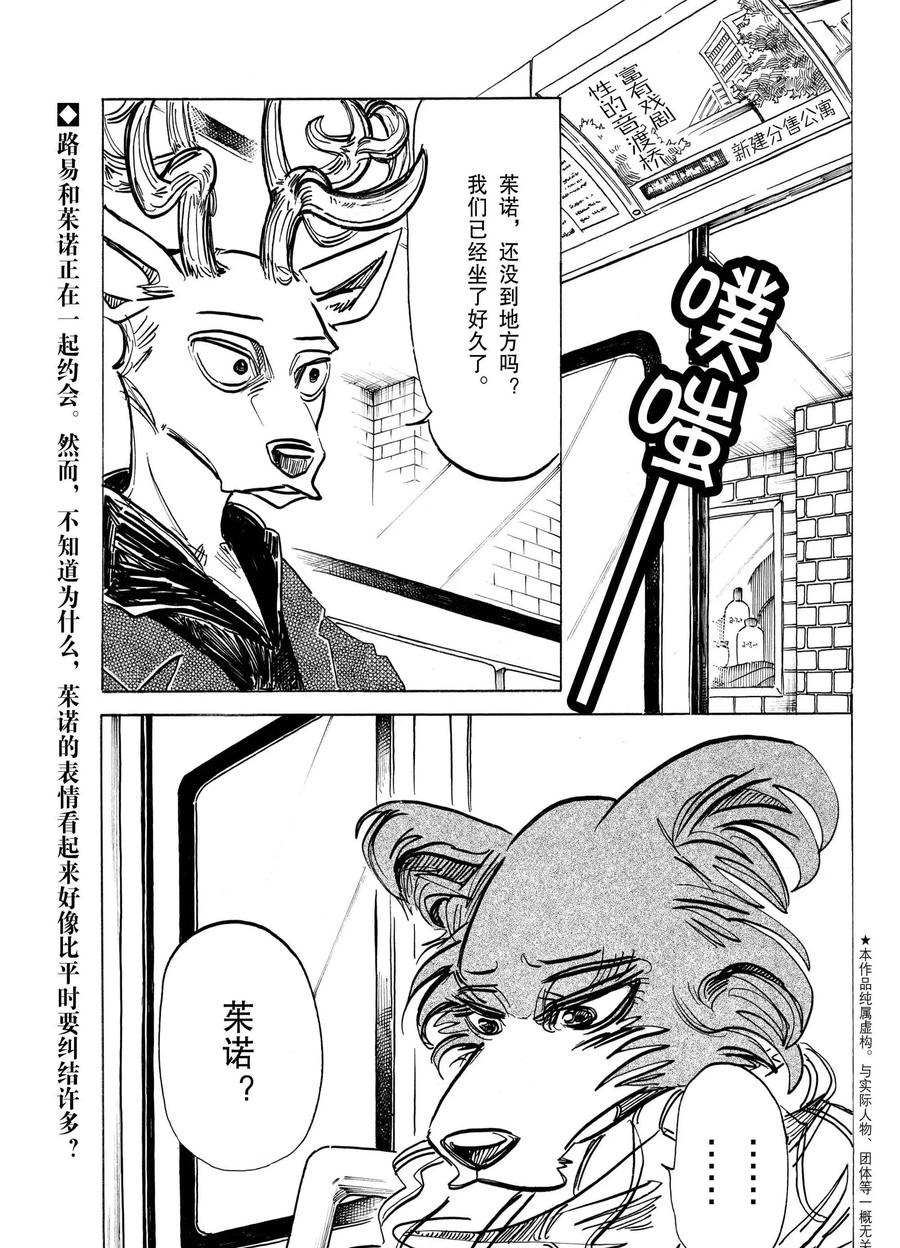 富有戏剧
性的音渡桥
新建分售公寓
噗
嗤
茱诺，还没到地方吗？
我们已经坐了好久了。
◆路易和茱诺正在一起约会。然而，不知道为什么，茱诺的表情看起来好像比平时要纠结许多？
………
………
茱诺？
★本作品纯属虚构。与实际人物、团体等一概无关